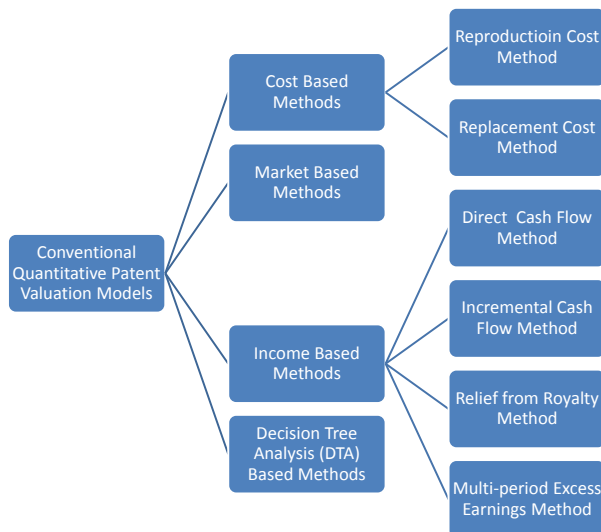 Conventional
Quantitative Patent
Valuation Models
Cost Based
Methods
Market Based
Methods
Income Based
Methods
Decision Tree
Analysis (DTA)
Based Methods
Reproductioin Cost
Method
Replacement Cost
Method
Direct Cash Flow
Method
Incremental Cash
Flow Method
Relief from Royalty
Method
Multi-period Excess
Earnings Method